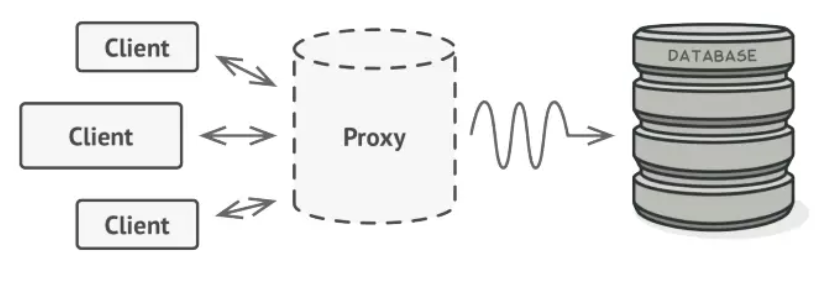 Client
Client
Client
Proxy
DATABASE